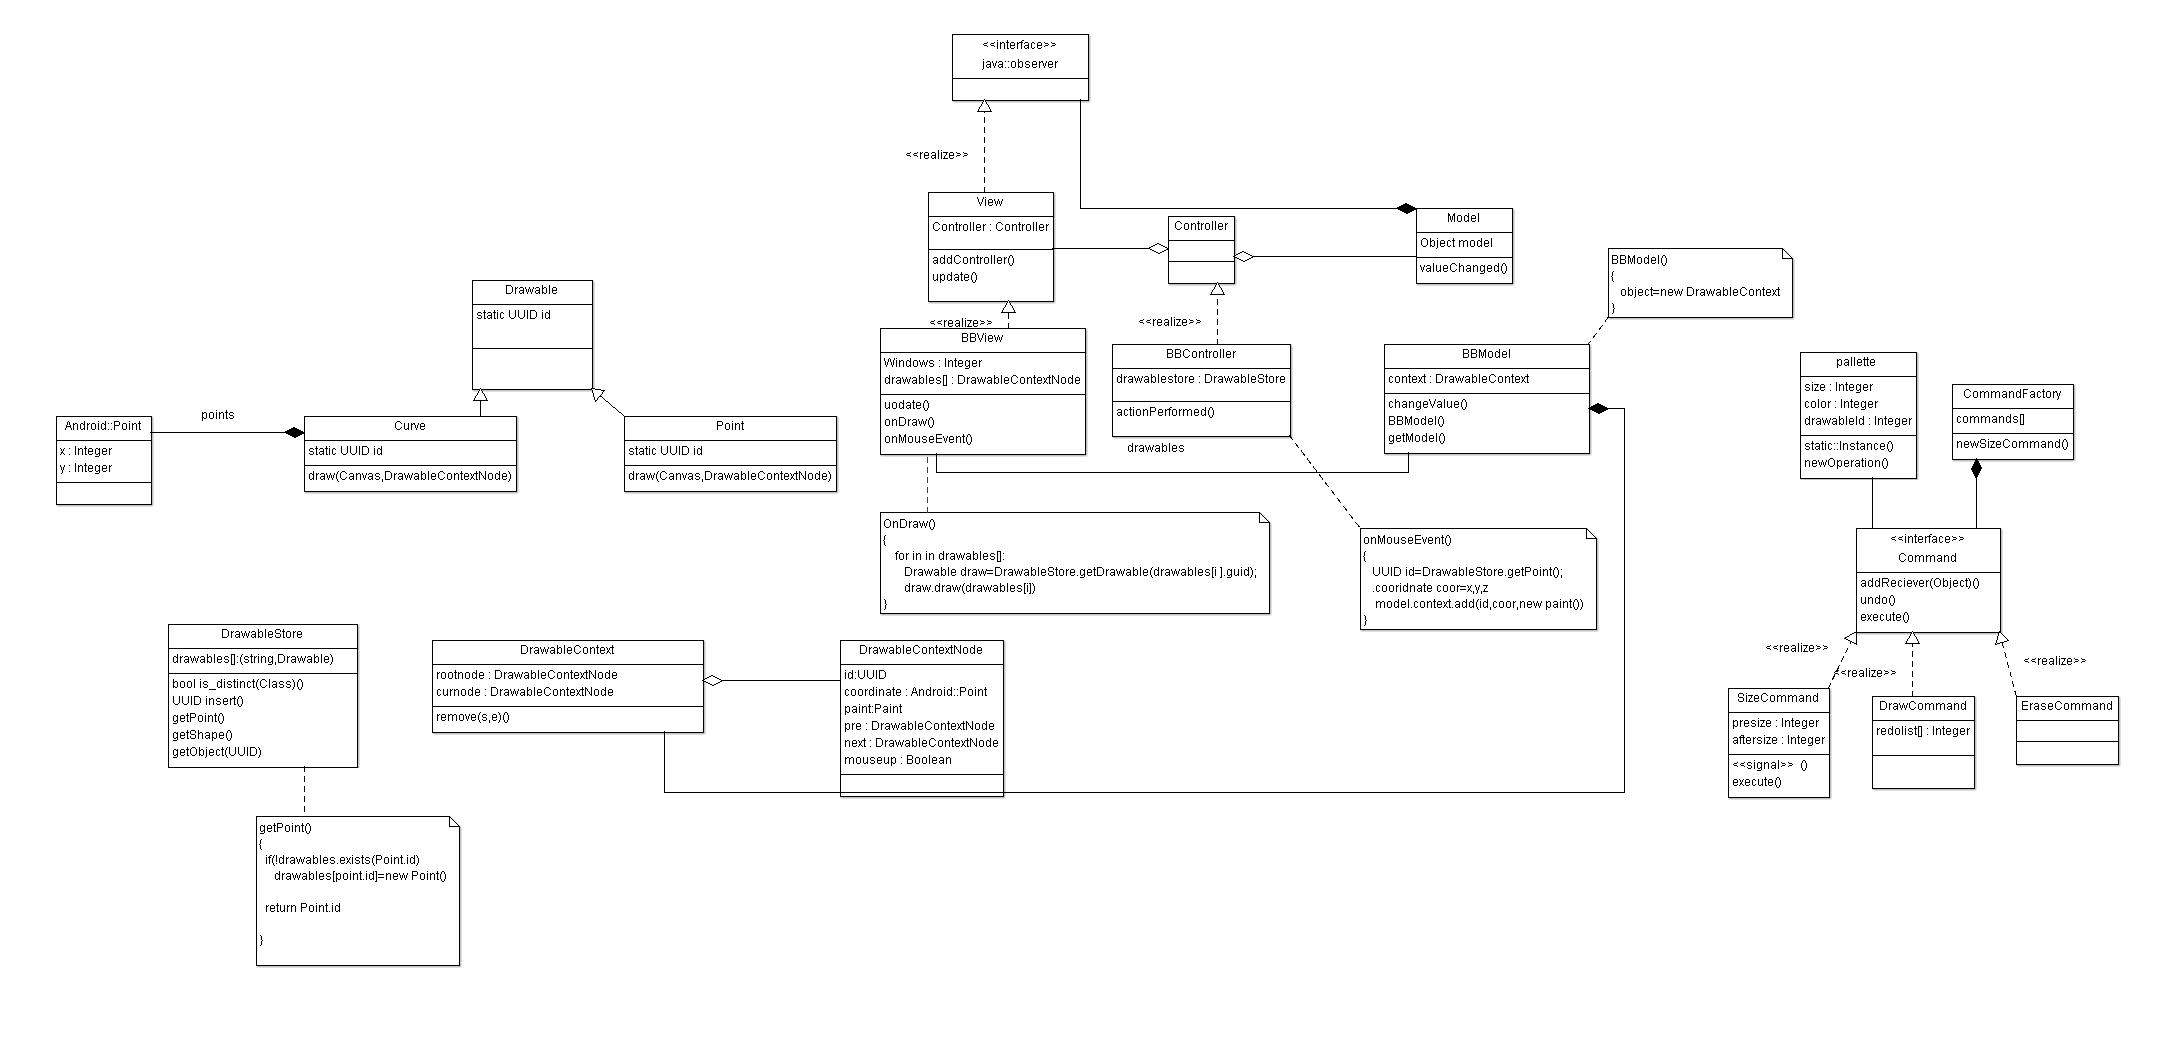 <<interface>>
java::observer
<<realize>>
View
Controller : Controller
addController()
update()
Controller
Model
Object model
valueChanged()
BBModel()
{
object=new DrawableContext
}
Drawable
static UUID id
<<realize>>
BBView
Windows : Integer
drawables[] : DrawableContextNode
uodate()
onDraw()
onMouseEvent()
<<realize>>
BBController
drawablestore : DrawableStore
actionPerformed()
drawables
BBModel
context : DrawableContext
changeValue()
BBModel()
getModel()
pallette
size : Integer
color : Integer
drawableId : Integer
static::Instance()
newOperation()
CommandFactory
commands[]
newSizeCommand()
Android::Point
x : Integer
y : Integer
points
Curve
static UUID id
draw(Canvas,DrawableContextNode)
Point
static UUID id
draw(Canvas,DrawableContextNode)
OnDraw()
{
for in in drawables[]:
Drawable draw=DrawableStore.getDrawable(drawables[i ].guid);
draw.draw(drawables[i])
}
onMouseEvent()
{
UUID id=DrawableStore.getPoint();
.cooridnate coor=x,y,z
model.context.add(id,coor,new paint())
}
<<interface>>
Command
addReciever(Object)()
undo()
execute()
DrawableStore
drawables[]:(string,Drawable)
bool is_distinct(Class)()
UUID insert()
getPoint()
getShape()
getObject(UUID)
DrawableContext
rootnode : DrawableContextNode
curnode : DrawableContextNode
remove(s,e)()
DrawableContextNode
id:UUID
coordinate : Android::Point
paint:Paint
pre : DrawableContextNode
next : DrawableContextNode
mouseup : Boolean
<<realize>>
<<realize>>
<<realize>>
SizeCommand
presize : Integer
aftersize : Integer
<<signal>> ()
execute()
DrawCommand
redolist[] : Integer
EraseCommand
getPoint()
{
if(!drawables.exists(Point.id)
drawables[point.id]=new Point()
return Point.id
}